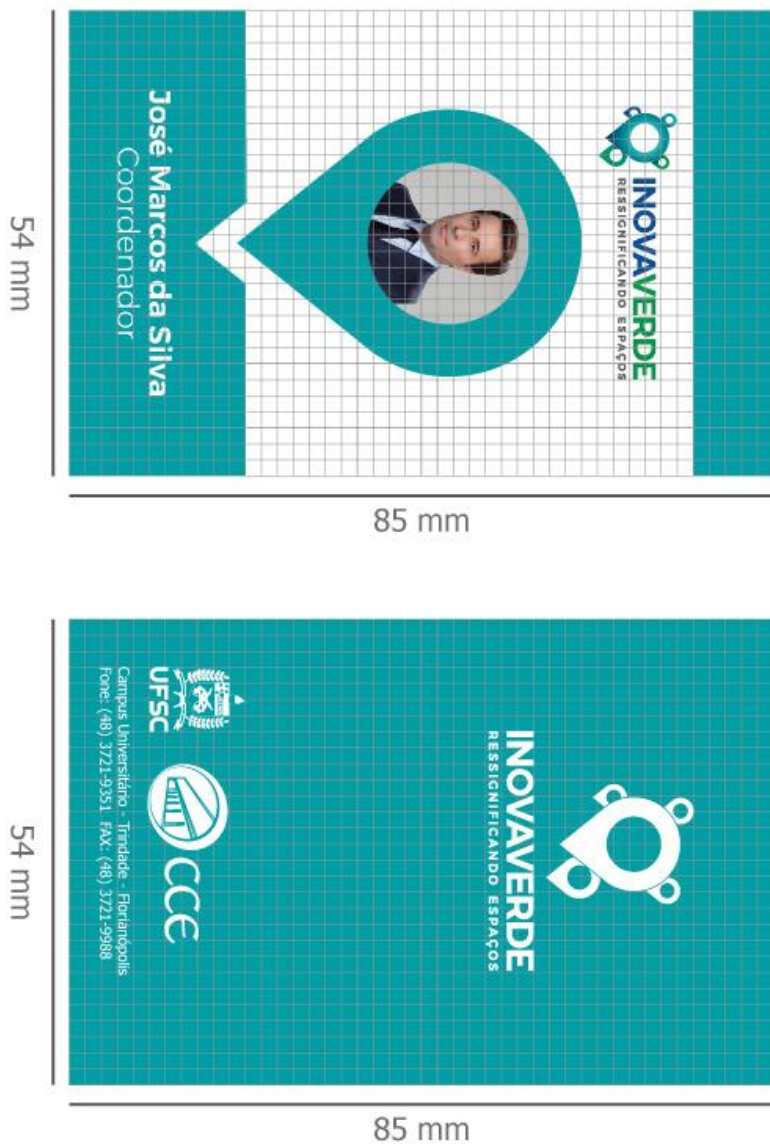 INOVAVERDE
RESSIGNIFICANDO ESPAÇOS
José Marcos da Silva
Coordenador
54 mm
85 mm
INOVAVERDE
RESSIGNIFICANDO ESPAÇOS
UFSC
CCE
Campus Universitário - Trindade - Florianópolis
Fone: (48) 3721-9351 FAX: (48) 3721-9988
54 mm
85 mm